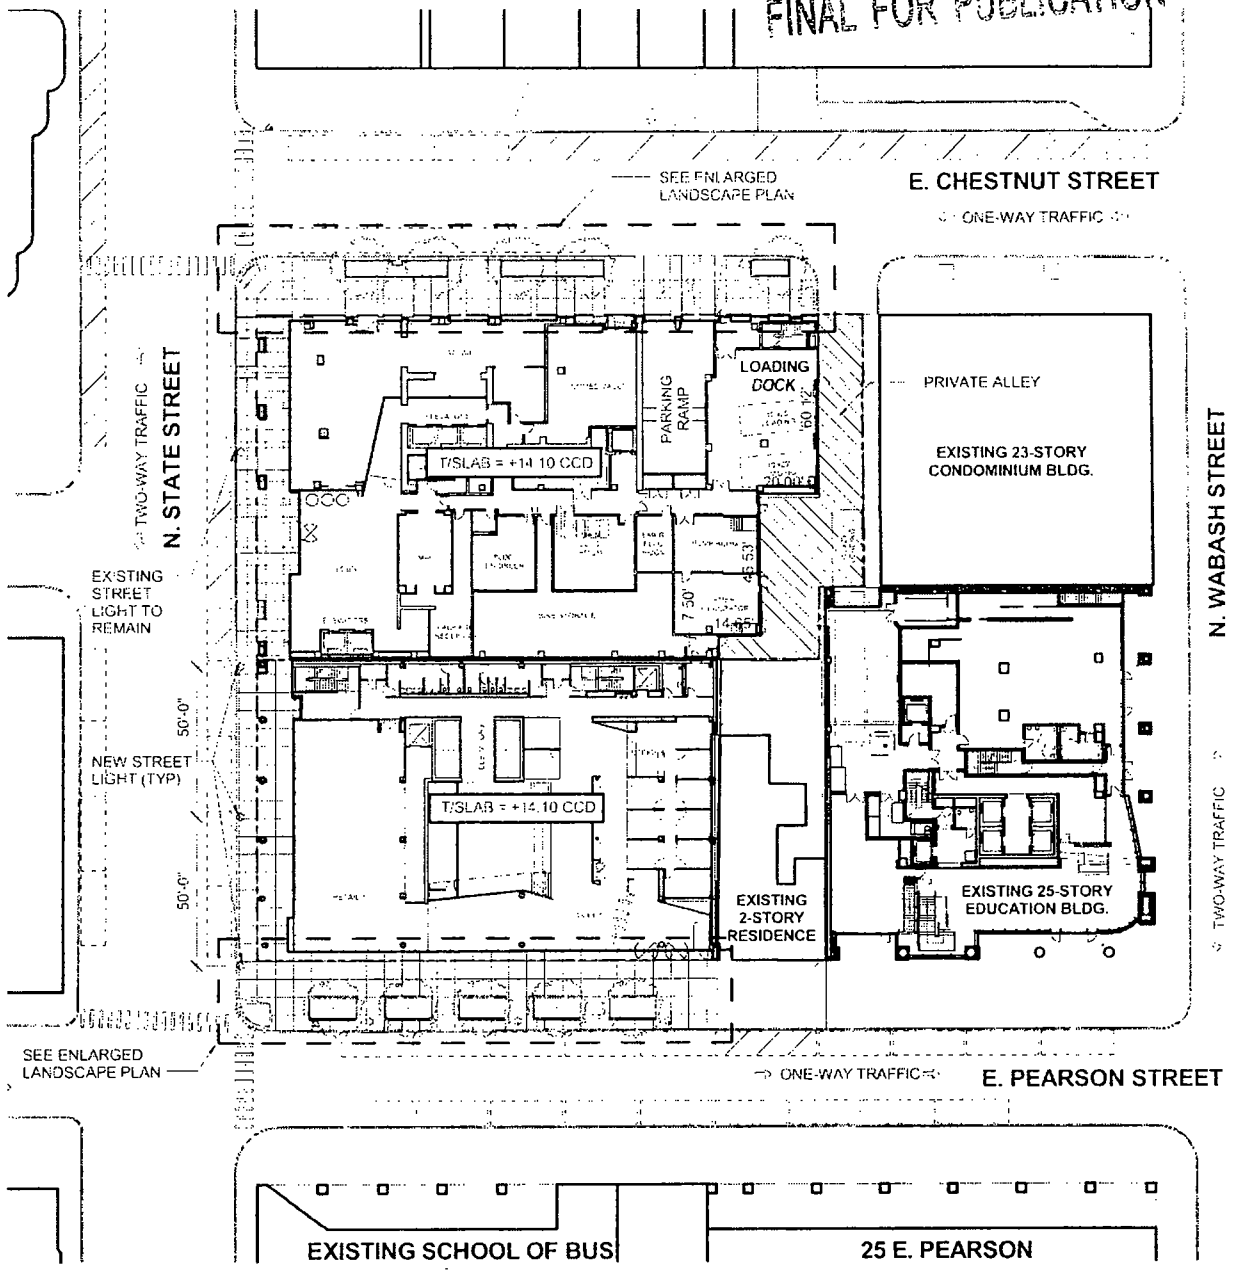 FINAL FOR PUBLICATION
SEE ENLARGED
LANDSCAPE PLAN
E. CHESTNUT STREET
ONE-WAY TRAFFIC
TWO-WAY TRAFFIC
N. STATE STREET
LOADING
DOCK
PARKING
RAMP
60.12'
20.00'
PRIVATE ALLEY
EXISTING 23-STORY
CONDOMINIUM BLDG.
N. WABASH STREET
T/SLAB = +14.10 CCD
EXISTING
STREET
LIGHT TO
REMAIN
7.50'
14.65'
50'-0"
NEW STREET
LIGHT (TYP)
T/SLAB = +14.10 CCD
50'-0"
RETAIL
EXISTING
2-STORY
RESIDENCE
EXISTING 25-STORY
EDUCATION BLDG.
TWO-WAY TRAFFIC
SEE ENLARGED
LANDSCAPE PLAN
ONE-WAY TRAFFIC
E. PEARSON STREET
EXISTING SCHOOL OF BUS
25 E. PEARSON